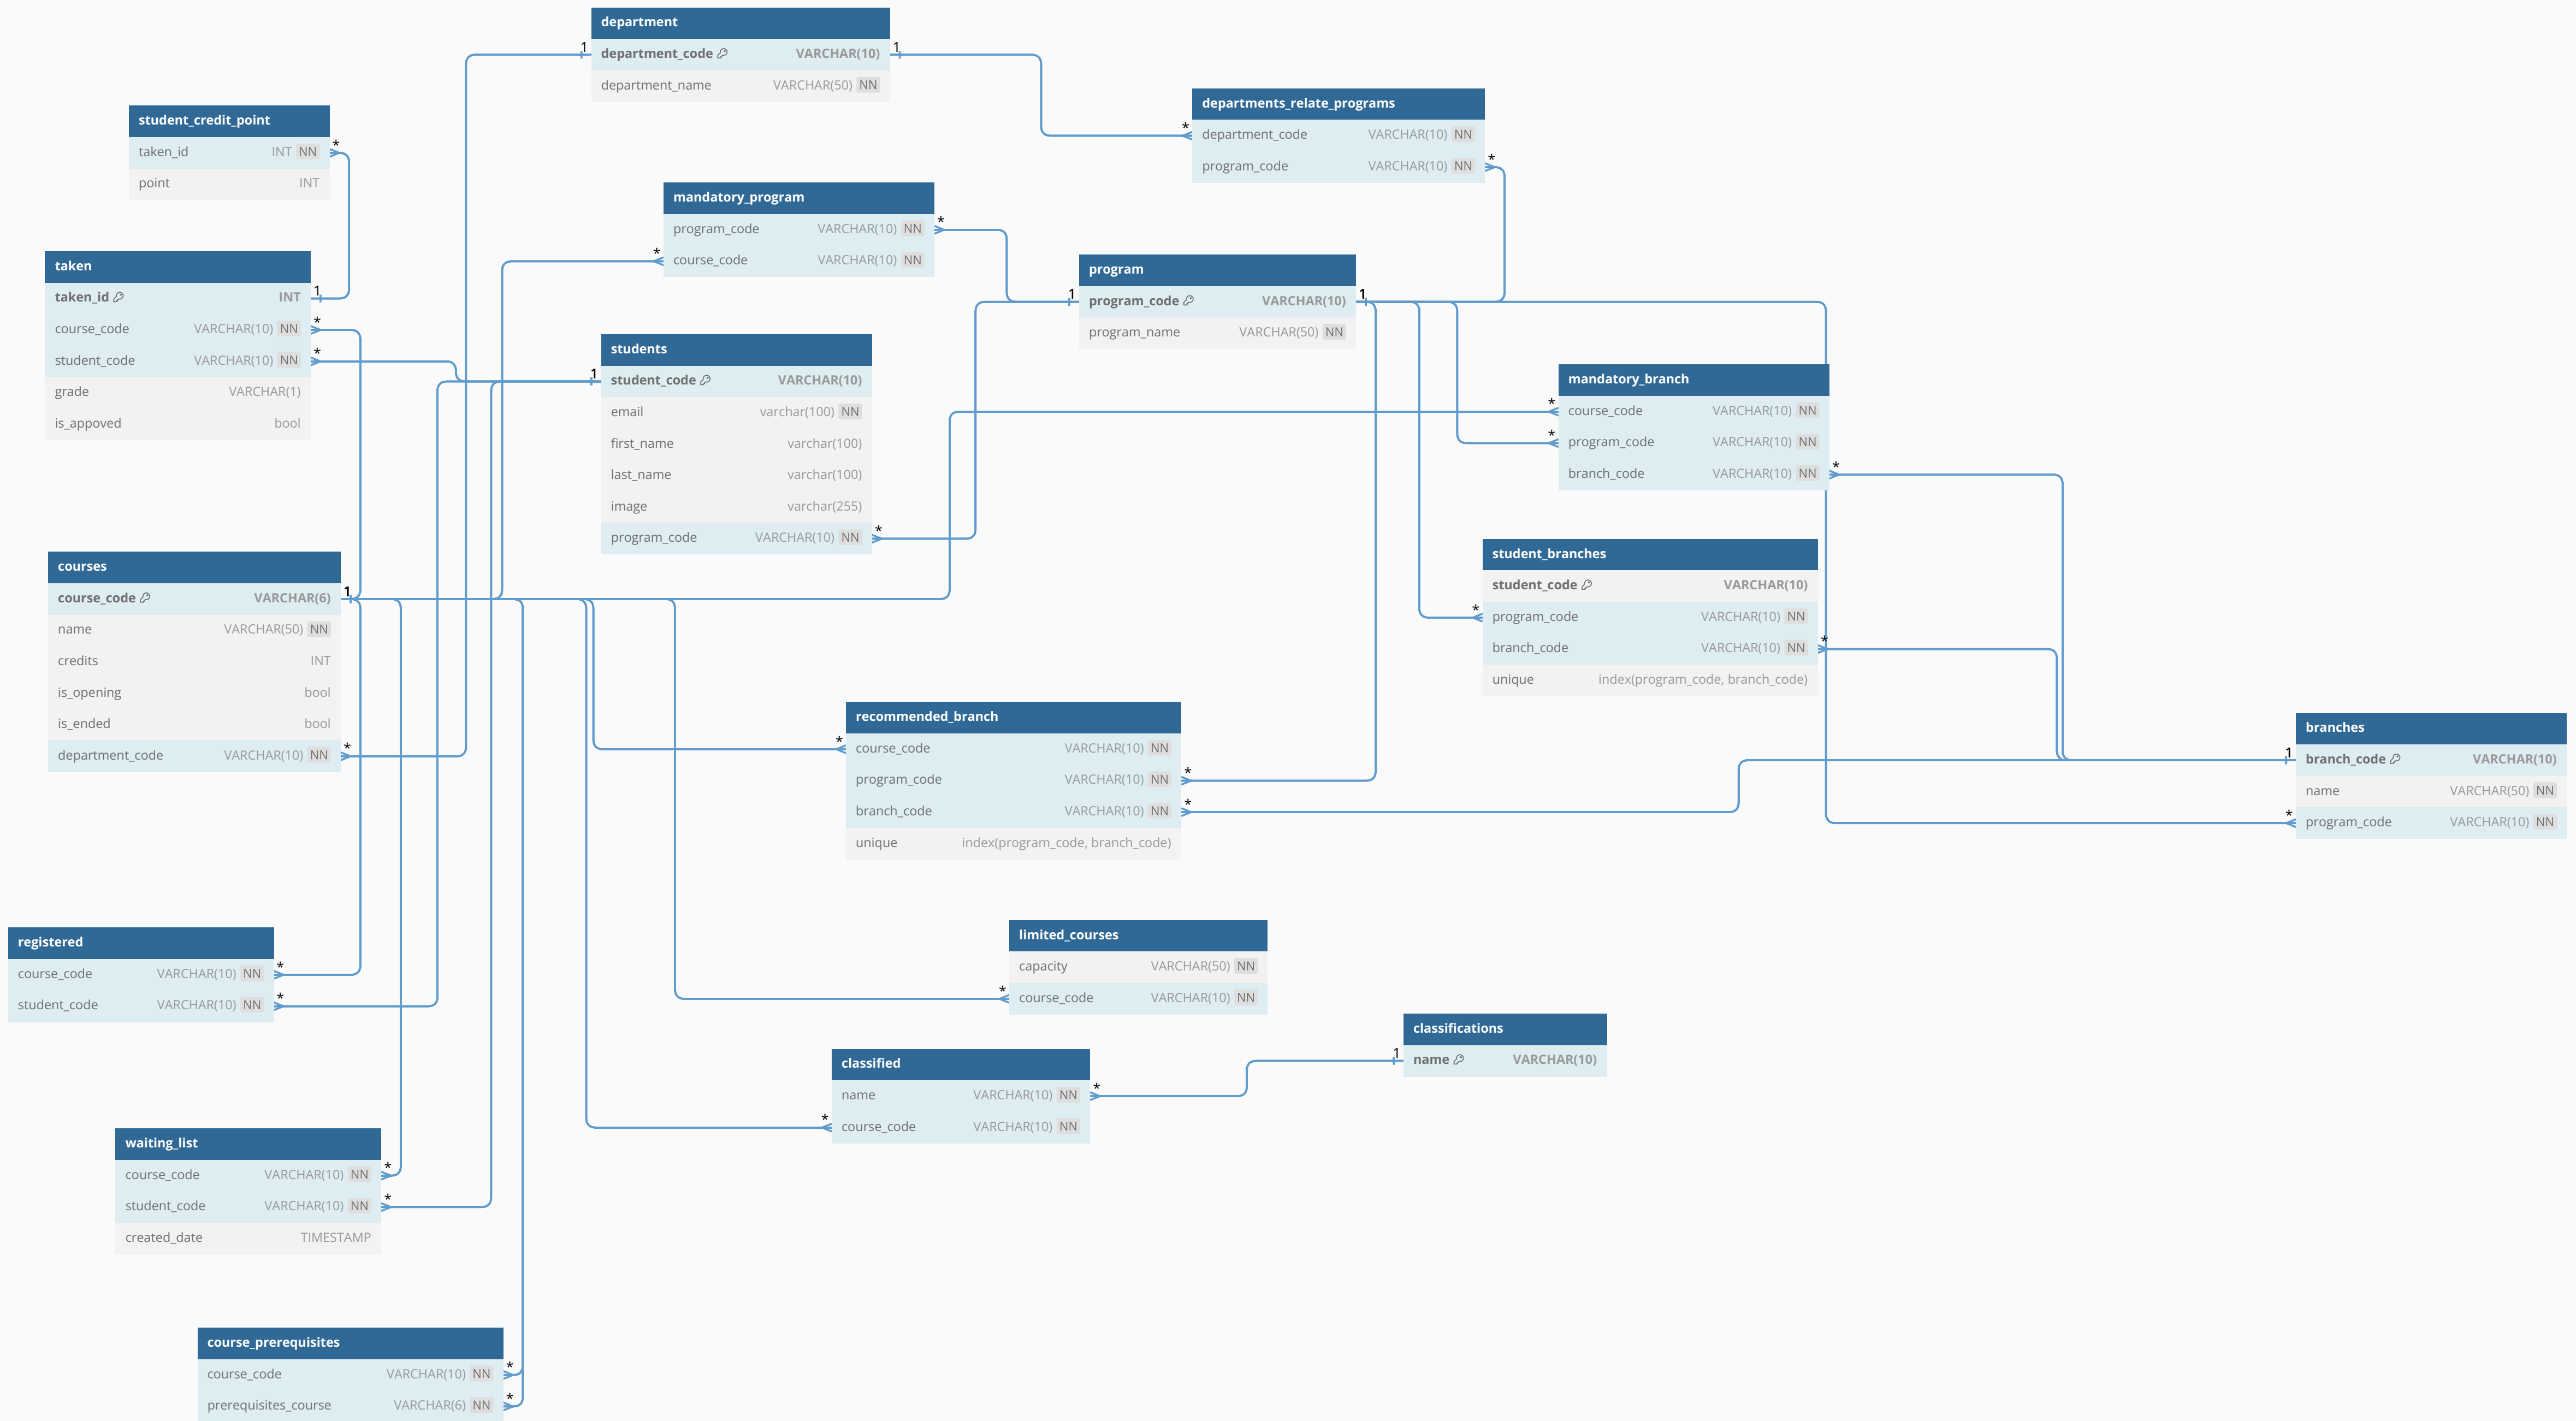 department
department_code VARCHAR(10)
department_name VARCHAR(50) NN
departments_relate_programs
department_code VARCHAR(10) NN
program_code VARCHAR(10) NN
student_credit_point
taken_id INT NN
point INT
mandatory_program
program_code VARCHAR(10) NN
course_code VARCHAR(10) NN
taken
taken_id INT
course_code VARCHAR(10) NN
student_code VARCHAR(10) NN
grade VARCHAR(1)
is_appoved bool
program
program_code VARCHAR(10)
program_name VARCHAR(50) NN
students
student_code VARCHAR(10)
email varchar(100) NN
first_name varchar(100)
last_name varchar(100)
image varchar(255)
program_code VARCHAR(10) NN
mandatory_branch
course_code VARCHAR(10) NN
program_code VARCHAR(10) NN
branch_code VARCHAR(10) NN
student_branches
student_code VARCHAR(10)
program_code VARCHAR(10) NN
branch_code VARCHAR(10) NN
unique index(program_code, branch_code)
courses
course_code VARCHAR(6)
name VARCHAR(50) NN
credits INT
is_opening bool
is_ended bool
department_code VARCHAR(10) NN
recommended_branch
course_code VARCHAR(10) NN
program_code VARCHAR(10) NN
branch_code VARCHAR(10) NN
unique index(program_code, branch_code)
branches
branch_code VARCHAR(10)
name VARCHAR(50) NN
program_code VARCHAR(10) NN
registered
course_code VARCHAR(10) NN
student_code VARCHAR(10) NN
limited_courses
capacity VARCHAR(50) NN
course_code VARCHAR(10) NN
classifications
name VARCHAR(10)
classified
name VARCHAR(10) NN
course_code VARCHAR(10) NN
waiting_list
course_code VARCHAR(10) NN
student_code VARCHAR(10) NN
created_date TIMESTAMP
course_prerequisites
course_code VARCHAR(10) NN
prerequisites_course VARCHAR(6) NN